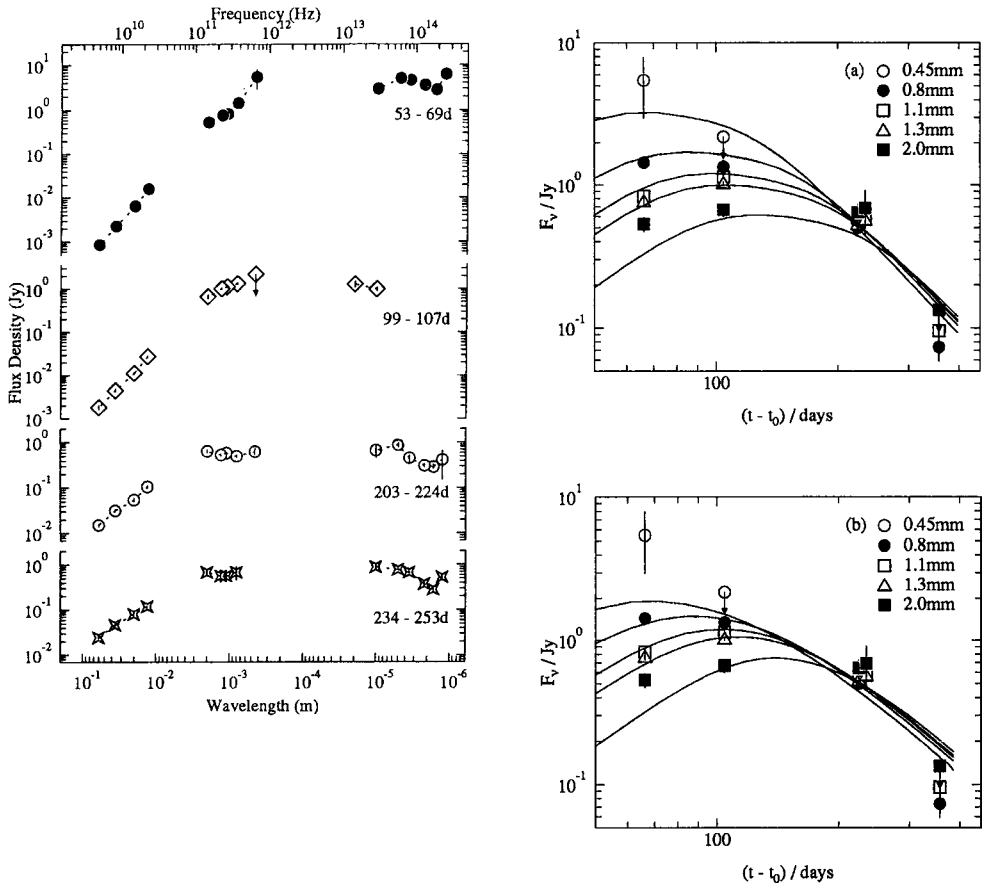 Frequency (Hz)
10^10 10^11 10^12 10^13 10^14
10^1
10^0
10^-1
10^-2
10^-3
53 - 69d
10^0
10^-1
10^-2
10^-3
99 - 107d
10^0
10^-1
10^-2
203 - 224d
10^0
10^-1
10^-2
234 - 253d
Flux Density (Jy)
10^-1 10^-2 10^-3 10^-4 10^-5 10^-6
Wavelength (m)
10^1
10^0
10^-1
F_ν / Jy
(a)
0.45mm
0.8mm
1.1mm
1.3mm
2.0mm
100
(t - t_0) / days
10^1
10^0
10^-1
F_ν / Jy
(b)
0.45mm
0.8mm
1.1mm
1.3mm
2.0mm
100
(t - t_0) / days